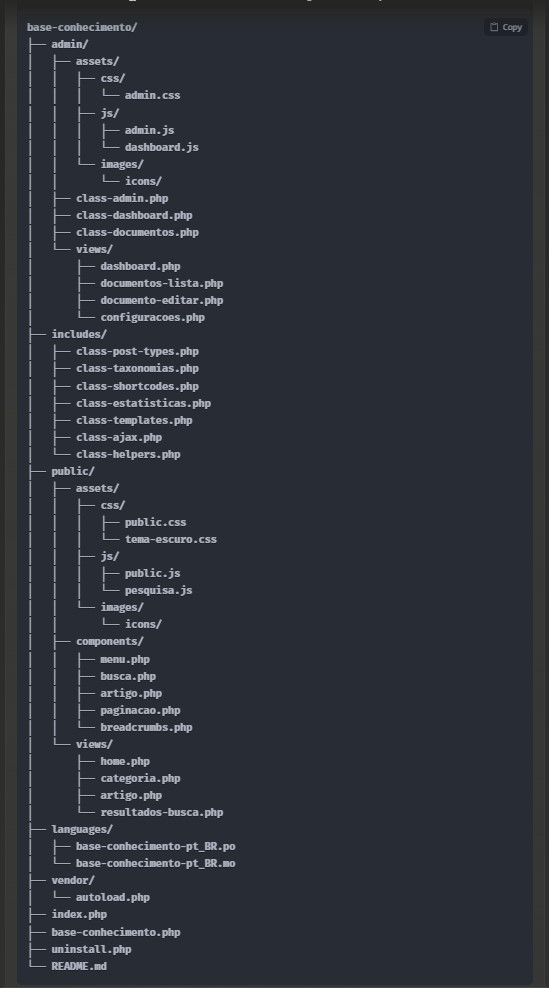 base-conhecimento/
Copy
├── admin/
│   ├── assets/
│   │   ├── css/
│   │   │   └── admin.css
│   │   ├── js/
│   │   │   ├── admin.js
│   │   │   └── dashboard.js
│   │   └── images/
│   │       └── icons/
│   ├── class-admin.php
│   ├── class-dashboard.php
│   ├── class-documentos.php
│   └── views/
│       ├── dashboard.php
│       ├── documentos-lista.php
│       ├── documento-editar.php
│       └── configuracoes.php
├── includes/
│   ├── class-post-types.php
│   ├── class-taxonomias.php
│   ├── class-shortcodes.php
│   ├── class-estatisticas.php
│   ├── class-templates.php
│   ├── class-ajax.php
│   └── class-helpers.php
├── public/
│   ├── assets/
│   │   ├── css/
│   │   │   ├── public.css
│   │   │   └── tema-escuro.css
│   │   ├── js/
│   │   │   ├── public.js
│   │   │   └── pesquisa.js
│   │   └── images/
│   │       └── icons/
│   ├── components/
│   │   ├── menu.php
│   │   ├── busca.php
│   │   ├── artigo.php
│   │   ├── paginacao.php
│   │   └── breadcrumbs.php
│   └── views/
│       ├── home.php
│       ├── categoria.php
│       ├── artigo.php
│       └── resultados-busca.php
├── languages/
│   ├── base-conhecimento-pt_BR.po
│   └── base-conhecimento-pt_BR.mo
├── vendor/
│   └── autoload.php
├── index.php
├── base-conhecimento.php
├── uninstall.php
└── README.md